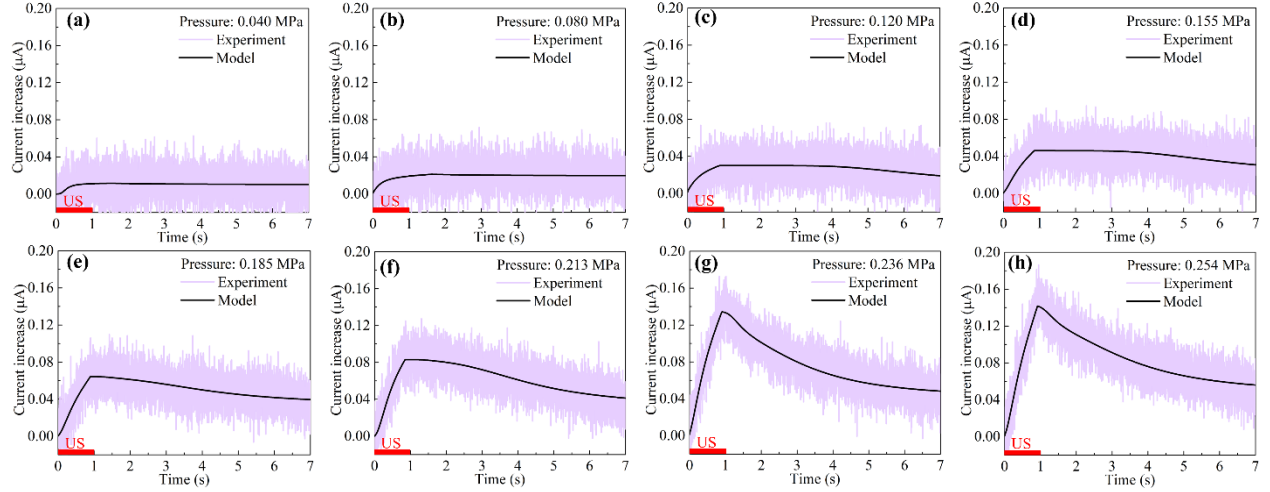 (a) Pressure: 0.040 MPa
Experiment
Model
Current increase (μA)
0.20
0.16
0.12
0.08
0.04
0.00
US
0 1 2 3 4 5 6 7
Time (s)
(b) Pressure: 0.080 MPa
Experiment
Model
Current increase (μA)
0.20
0.16
0.12
0.08
0.04
0.00
US
0 1 2 3 4 5 6 7
Time (s)
(c) Pressure: 0.120 MPa
Experiment
Model
Current increase (μA)
0.20
0.16
0.12
0.08
0.04
0.00
US
0 1 2 3 4 5 6 7
Time (s)
(d) Pressure: 0.155 MPa
Experiment
Model
Current increase (μA)
0.20
0.16
0.12
0.08
0.04
0.00
US
0 1 2 3 4 5 6 7
Time (s)
(e) Pressure: 0.185 MPa
Experiment
Model
Current increase (μA)
0.20
0.16
0.12
0.08
0.04
0.00
US
0 1 2 3 4 5 6 7
Time (s)
(f) Pressure: 0.213 MPa
Experiment
Model
Current increase (μA)
0.20
0.16
0.12
0.08
0.04
0.00
US
0 1 2 3 4 5 6 7
Time (s)
(g) Pressure: 0.236 MPa
Experiment
Model
Current increase (μA)
0.20
0.16
0.12
0.08
0.04
0.00
US
0 1 2 3 4 5 6 7
Time (s)
(h) Pressure: 0.254 MPa
Experiment
Model
Current increase (μA)
0.20
0.16
0.12
0.08
0.04
0.00
US
0 1 2 3 4 5 6 7
Time (s)